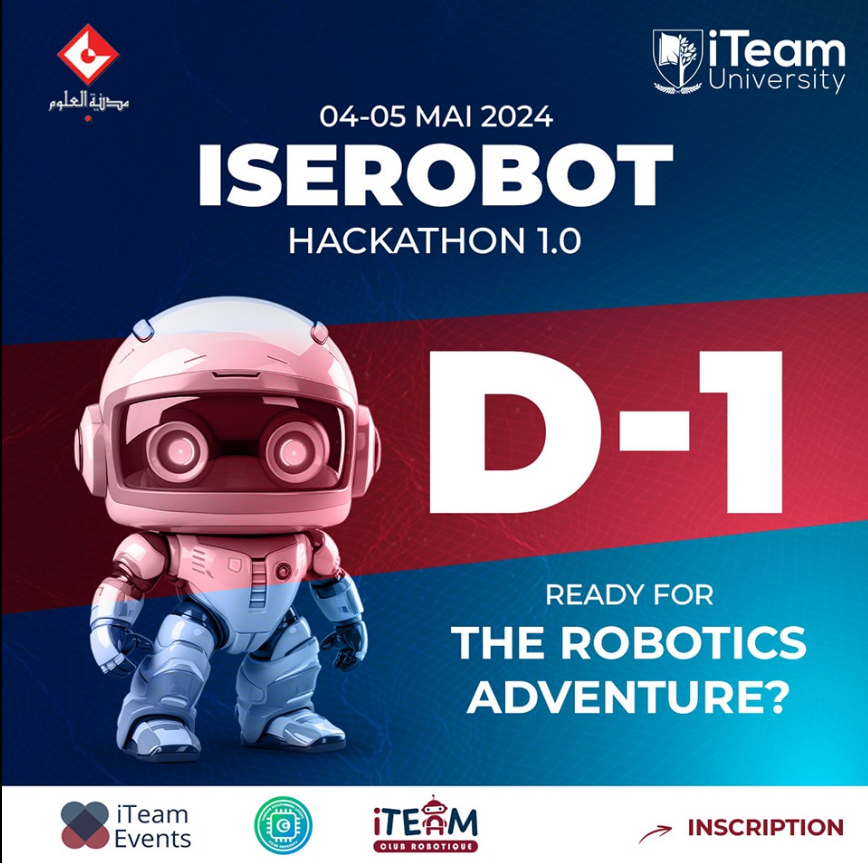 مدينة العلوم
iTeam
University
04-05 MAI 2024
ISEROBOT
HACKATHON 1.0
D-1
READY FOR
THE ROBOTICS
ADVENTURE?
iTeam
Events
iTEAM
CLUB ROBOTIQUE
INSCRIPTION